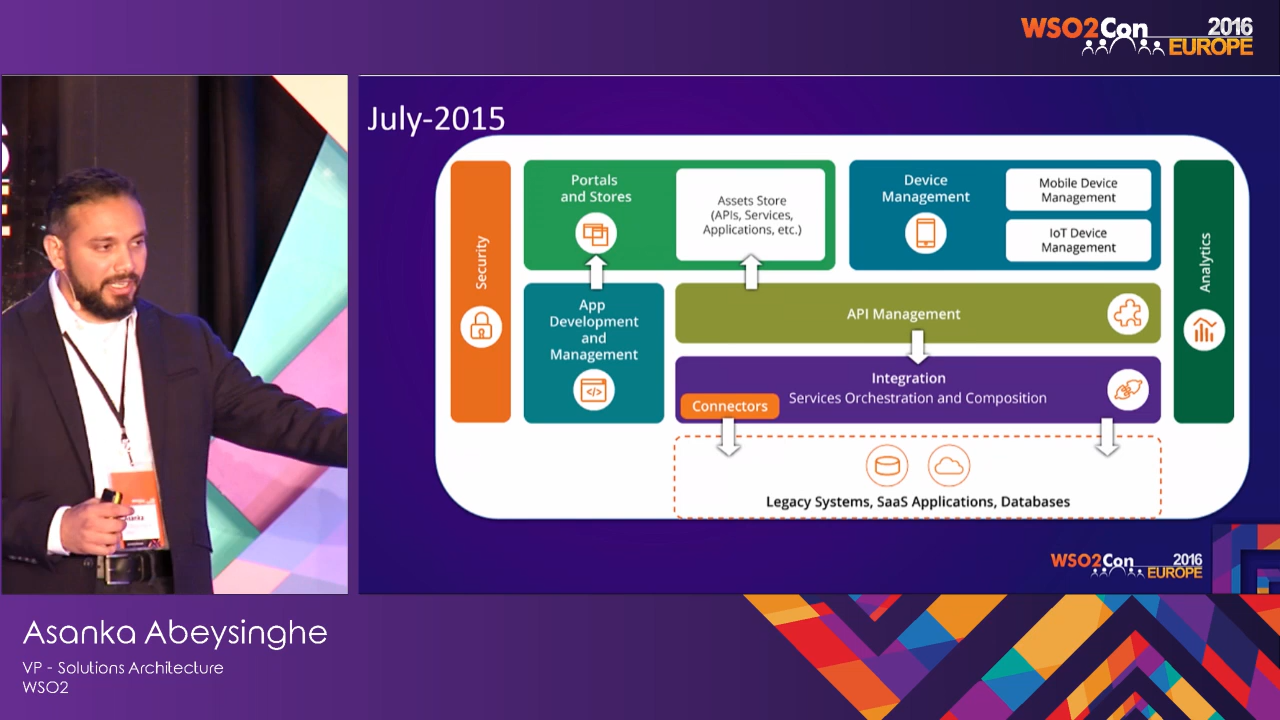 WSO2Con 2016
EUROPE
July-2015
Security
Portals
and Stores
Assets Store
(APIs, Services,
Applications, etc.)
Device
Management
Mobile Device
Management
IoT Device
Management
Analytics
App
Development
and
Management
API Management
Integration
Services Orchestration and Composition
Connectors
Legacy Systems, SaaS Applications, Databases
WSO2Con 2016
EUROPE
Asanka
Asanka Abeysinghe
VP - Solutions Architecture
WSO2